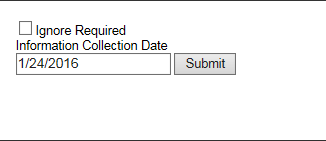 Ignore Required
Information Collection Date
1/24/2016 Submit